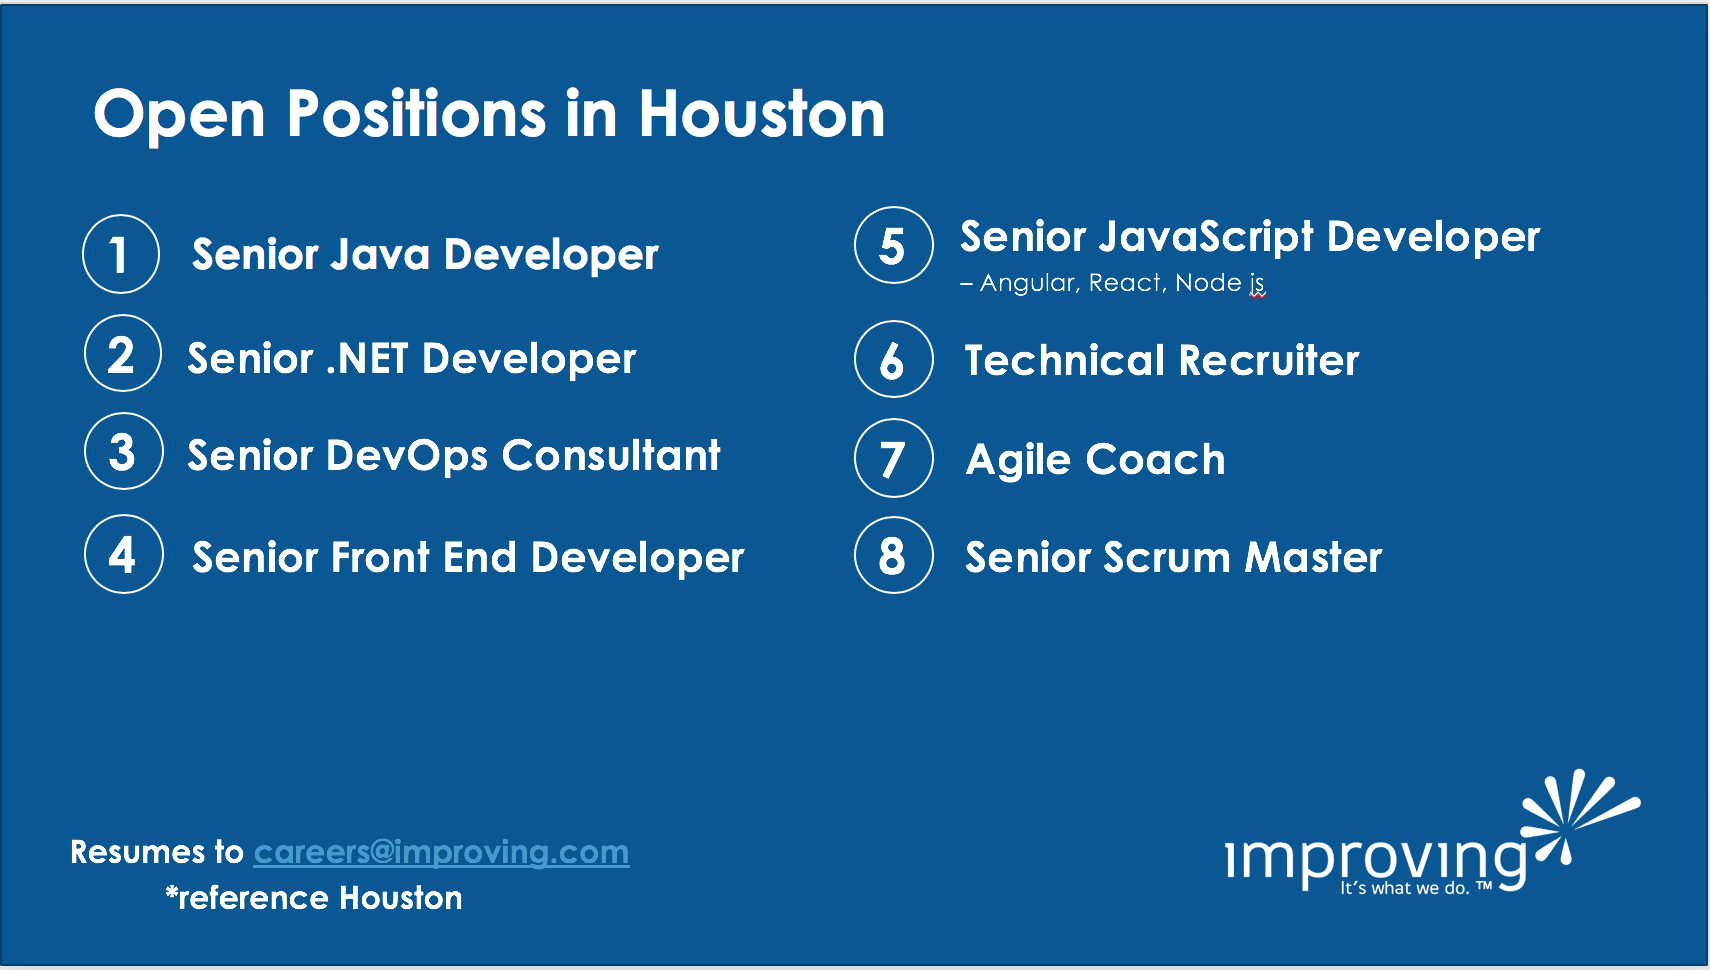 Open Positions in Houston
1 Senior Java Developer
2 Senior .NET Developer
3 Senior DevOps Consultant
4 Senior Front End Developer
5 Senior JavaScript Developer
– Angular, React, Node js
6 Technical Recruiter
7 Agile Coach
8 Senior Scrum Master
Resumes to careers@improving.com
*reference Houston
improving
It's what we do. ™